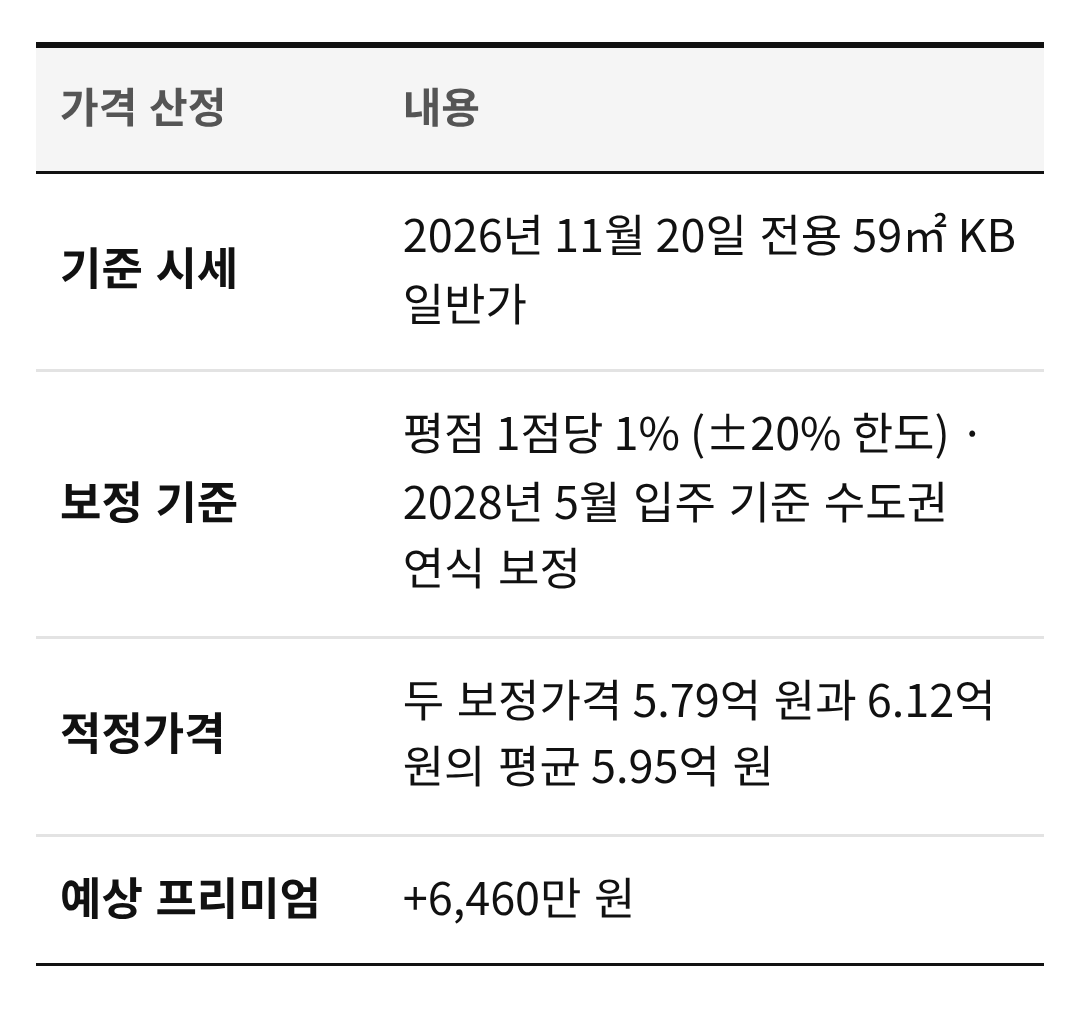 가격 산정 내용
기준 시세
2026년 11월 20일 전용 59㎡ KB
일반가
보정 기준
평점 1점당 1% (±20% 한도) ·
2028년 5월 입주 기준 수도권
연식 보정
적정가격
두 보정가격 5.79억 원과 6.12억
원의 평균 5.95억 원
예상 프리미엄 +6,460만 원